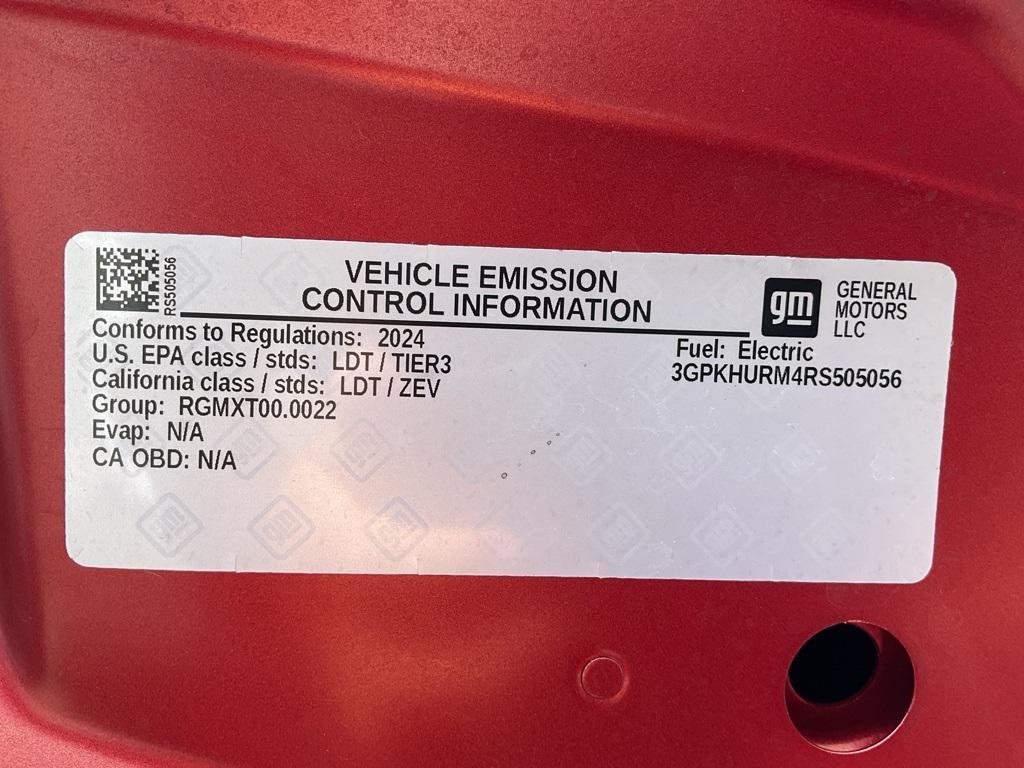 RS505056
VEHICLE EMISSION
CONTROL INFORMATION
gm
GENERAL
MOTORS
LLC
Conforms to Regulations: 2024
U.S. EPA class / stds: LDT / TIER3
California class / stds: LDT / ZEV
Group: RGMXT00.0022
Evap: N/A
CA OBD: N/A
Fuel: Electric
3GPKHURM4RS505056